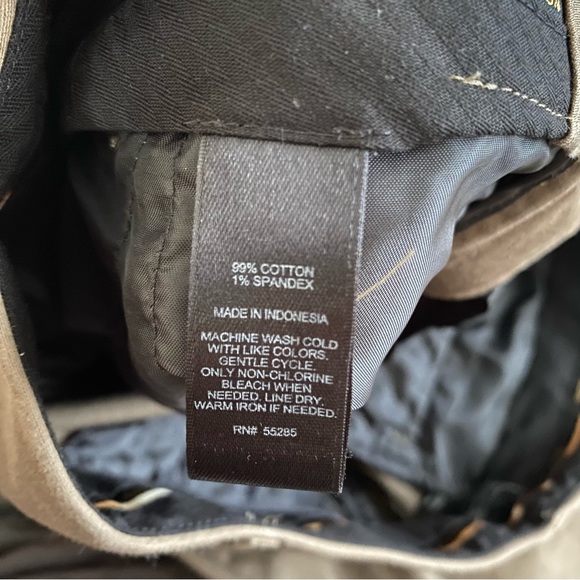 99% COTTON
1% SPANDEX
MADE IN INDONESIA
MACHINE WASH COLD
WITH LIKE COLORS.
GENTLE CYCLE.
ONLY NON-CHLORINE
BLEACH WHEN
NEEDED. LINE DRY.
WARM IRON IF NEEDED.
RN# 55285